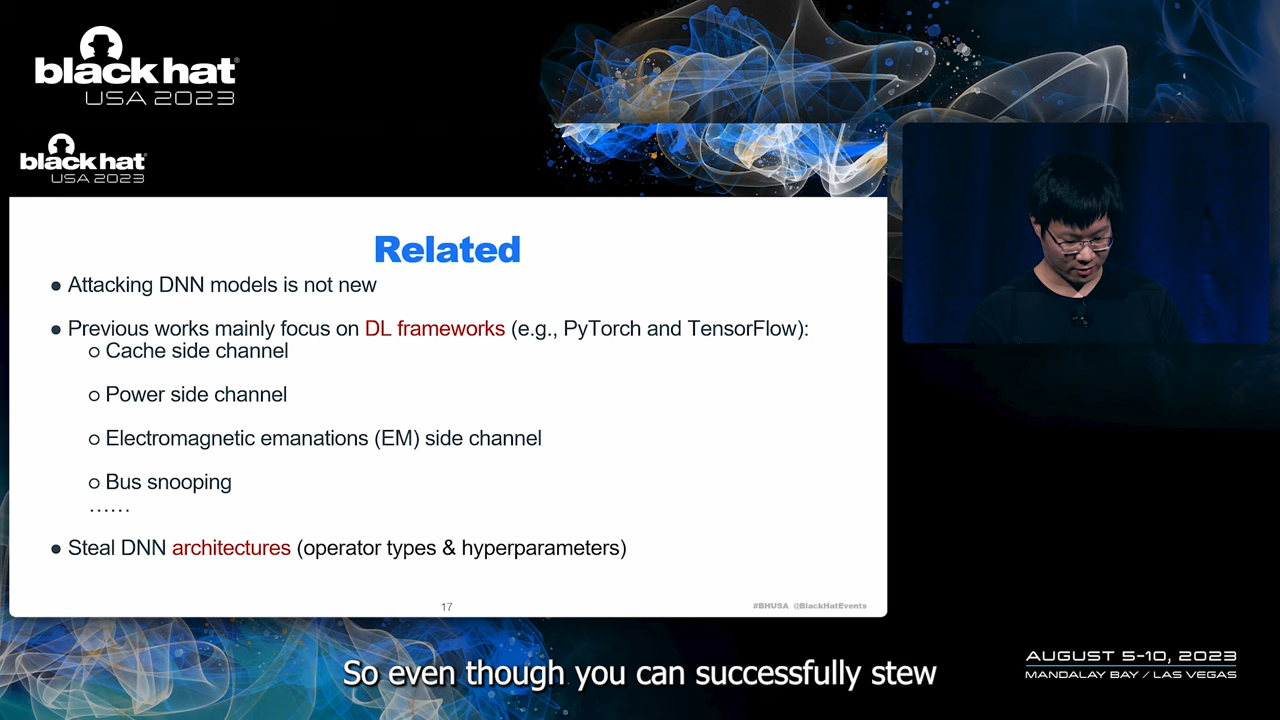 black hat
USA 2023
black hat
USA 2023
Related
● Attacking DNN models is not new
● Previous works mainly focus on DL frameworks (e.g., PyTorch and TensorFlow):
○ Cache side channel
○ Power side channel
○ Electromagnetic emanations (EM) side channel
○ Bus snooping
......
● Steal DNN architectures (operator types & hyperparameters)
17
#BHUSA @BlackHatEvents
So even though you can successfully stew
AUGUST 5-10, 2023
MANDALAY BAY / LAS VEGAS